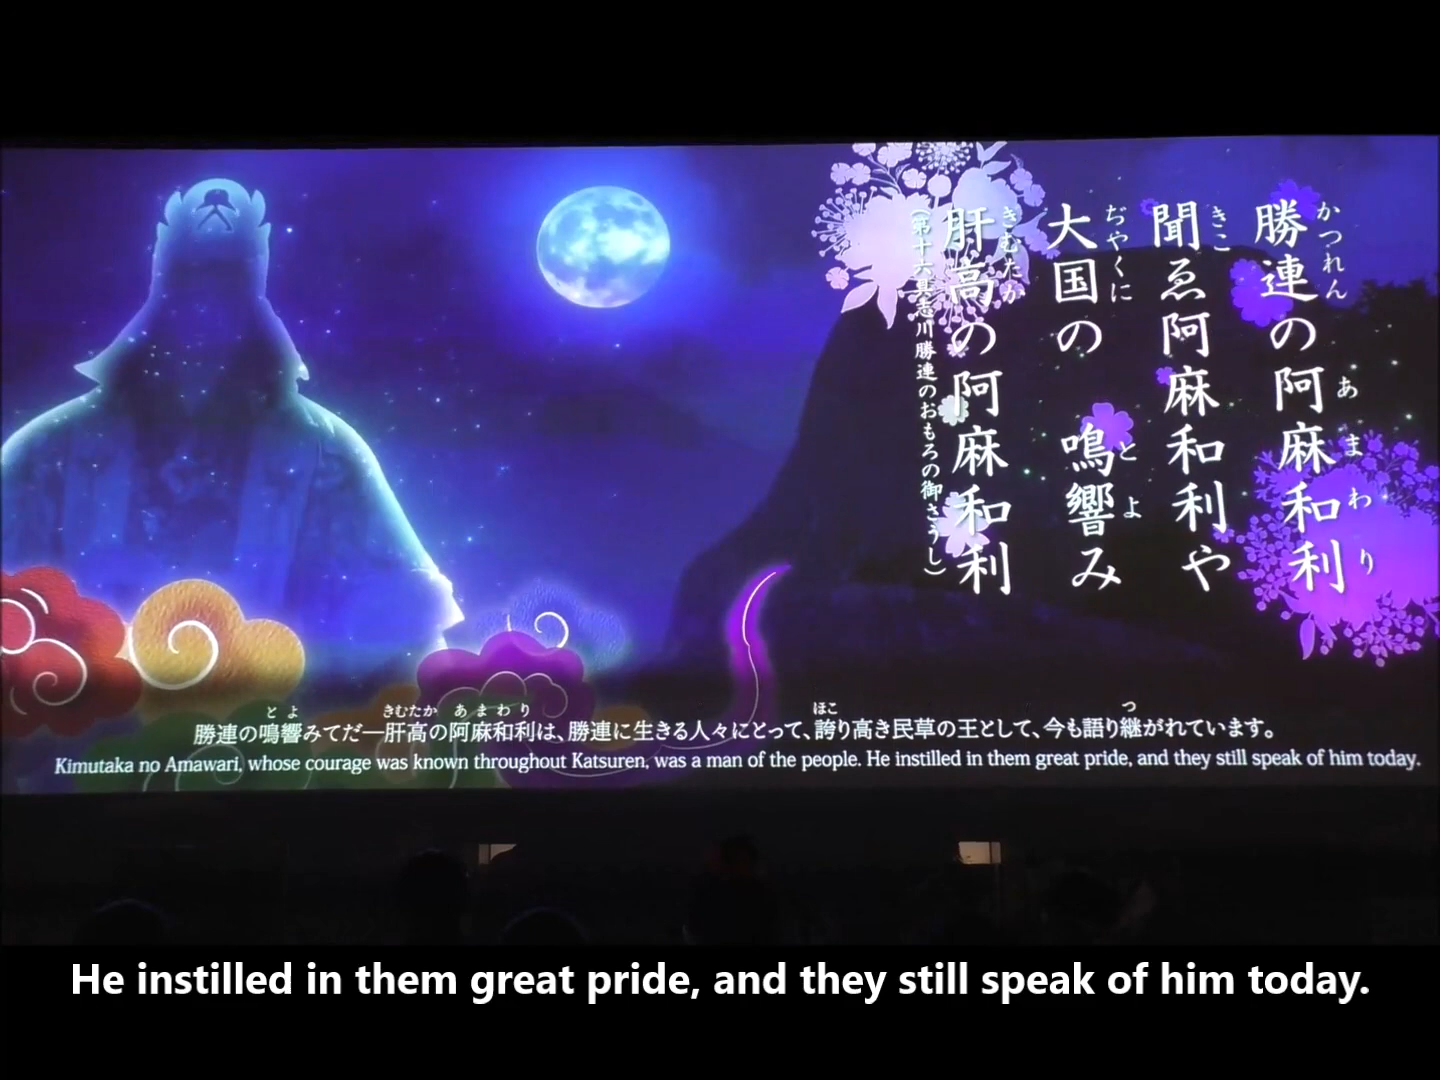 勝連の阿麻和利
聞ゑ阿麻和利や
大国の 鳴響み
肝高の阿麻和利
(第十六具志川勝連のおもろの御さうし)
勝連の鳴響みてだ―肝高の阿麻和利は、勝連に生きる人々にとって、誇り高き民草の王として、今も語り継がれています。
Kimutaka no Amawari, whose courage was known throughout Katsuren, was a man of the people. He instilled in them great pride, and they still speak of him today.
He instilled in them great pride, and they still speak of him today.